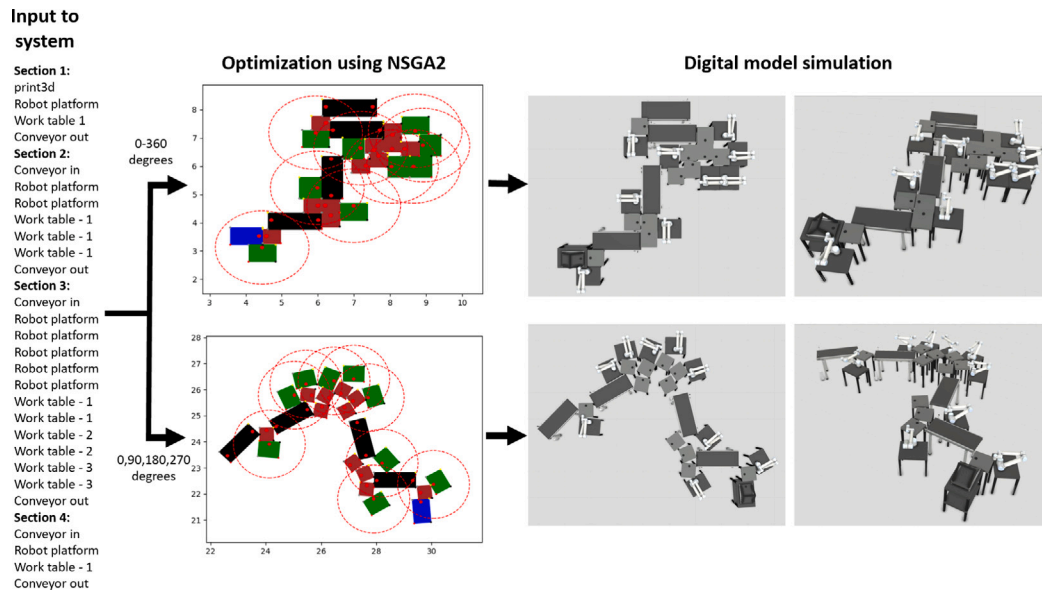 Input to
system
Section 1:
print3d
Robot platform
Work table 1
Conveyor out
Section 2:
Conveyor in
Robot platform
Robot platform
Work table - 1
Work table - 1
Work table - 1
Conveyor out
Section 3:
Conveyor in
Robot platform
Robot platform
Robot platform
Robot platform
Robot platform
Work table - 1
Work table - 1
Work table - 2
Work table - 2
Work table - 3
Work table - 3
Conveyor out
Section 4:
Conveyor in
Robot platform
Work table - 1
Conveyor out
0-360
degrees
0,90,180,270
degrees
Optimization using NSGA2
8
7
6
5
4
3
2
3 4 5 6 7 8 9 10
28
27
26
25
24
23
22
21
22 24 26 28 30
Digital model simulation